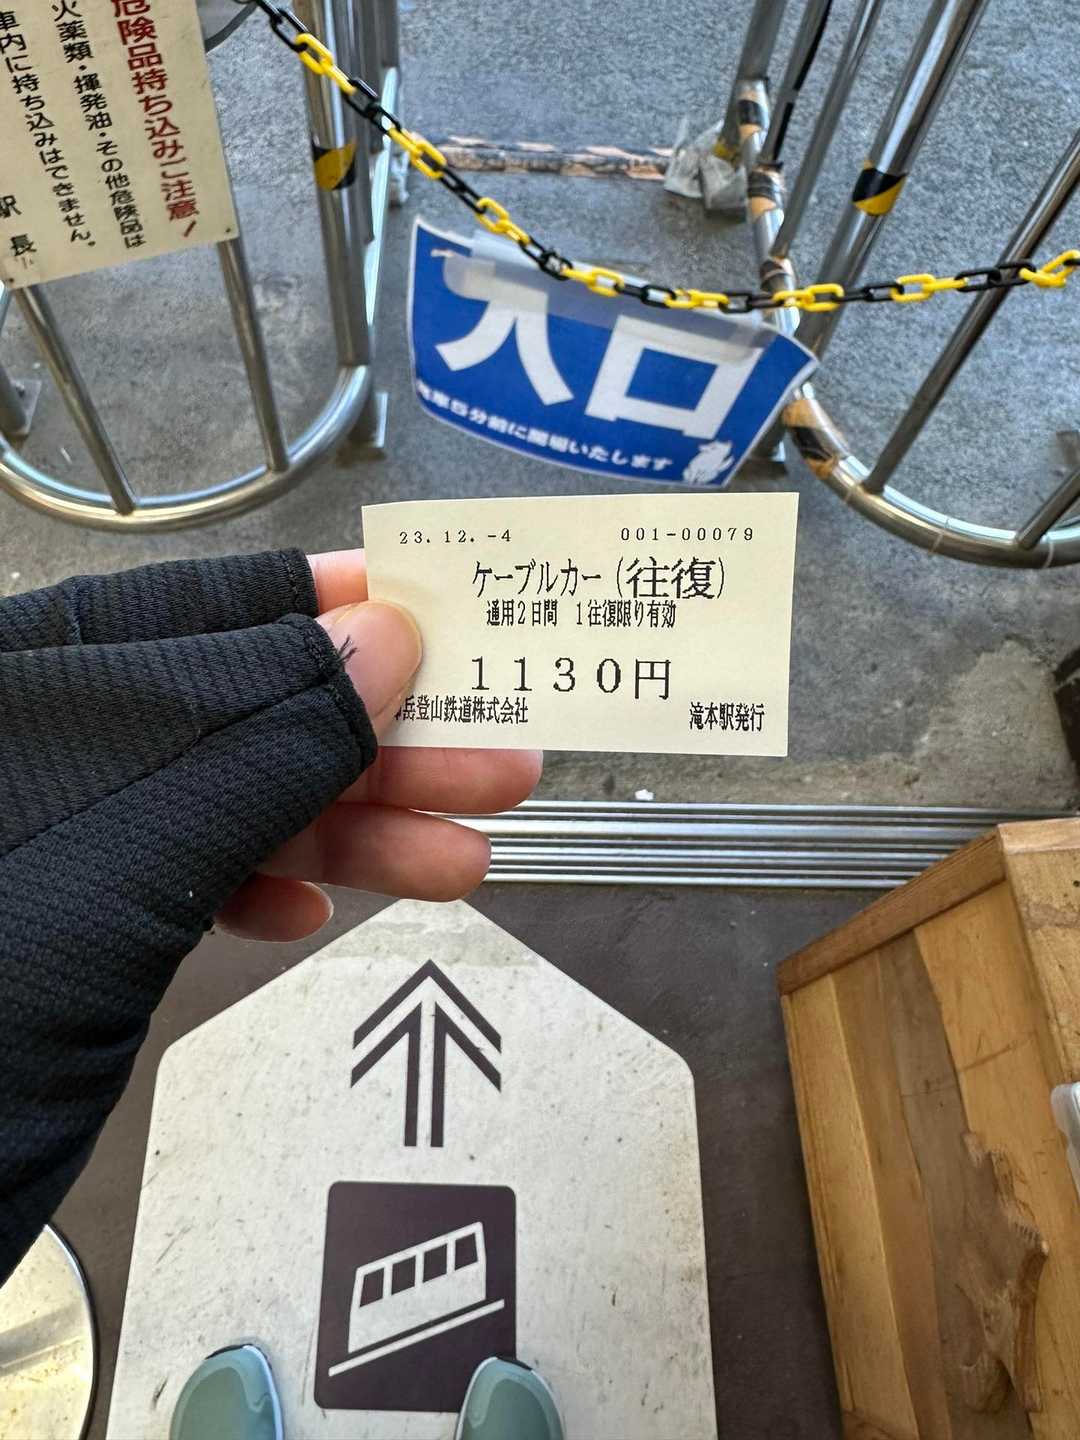 危険品持ち込みご注意!
火薬類・揮発油・その他危険品は
車内に持ち込みはできません。
駅長
入口
5分前に開場いたします
23.12.-4 001-00079
ケーブルカー(往復)
通用2日間 1往復限り有効
1130円
岳登山鉄道株式会社 滝本駅発行